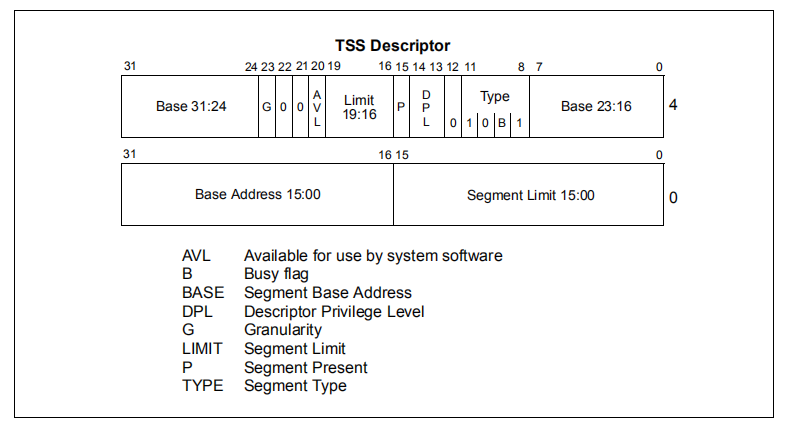 TSS Descriptor
31 24 23 22 21 20 19 16 15 14 13 12 11 8 7 0
Base 31:24 G 0 0 AVL Limit 19:16 P DPL 0 Type 1 0 B 1 Base 23:16 4
31 16 15 0
Base Address 15:00 Segment Limit 15:00 0
AVL Available for use by system software
B Busy flag
BASE Segment Base Address
DPL Descriptor Privilege Level
G Granularity
LIMIT Segment Limit
P Segment Present
TYPE Segment Type